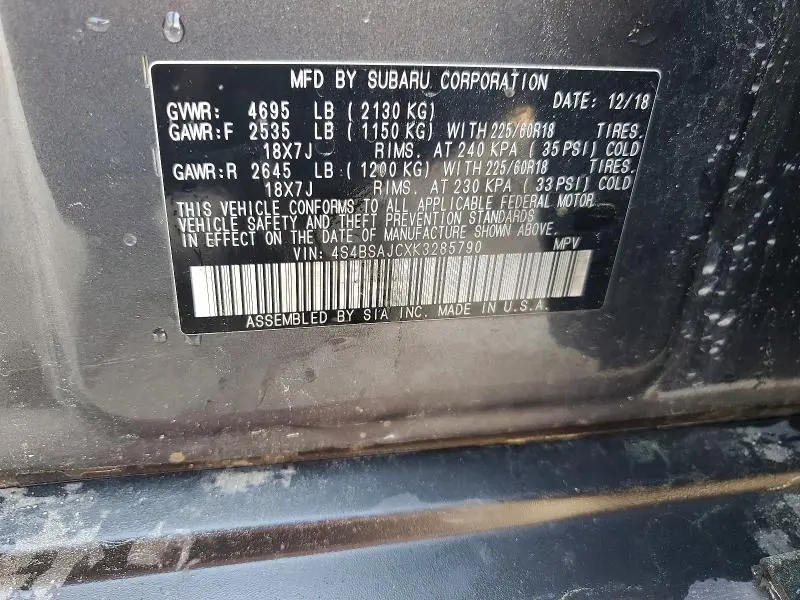 MFD BY SUBARU CORPORATION
DATE: 12/18
GVWR: 4695 LB ( 2130 KG)
GAWR:F 2535 LB ( 1150 KG) WITH 225/60R18 TIRES.
18X7J RIMS. AT 240 KPA ( 35 PSI) COLD
GAWR:R 2645 LB ( 1200 KG) WITH 225/60R18 TIRES.
18X7J RIMS. AT 230 KPA ( 33 PSI) COLD
THIS VEHICLE CONFORMS TO ALL APPLICABLE FEDERAL MOTOR
VEHICLE SAFETY AND THEFT PREVENTION STANDARDS
IN EFFECT ON THE DATE OF MANUFACTURE SHOWN ABOVE.
VIN: 4S4BSAJCXK3285790 MPV
ASSEMBLED BY SIA INC. MADE IN U.S.A.